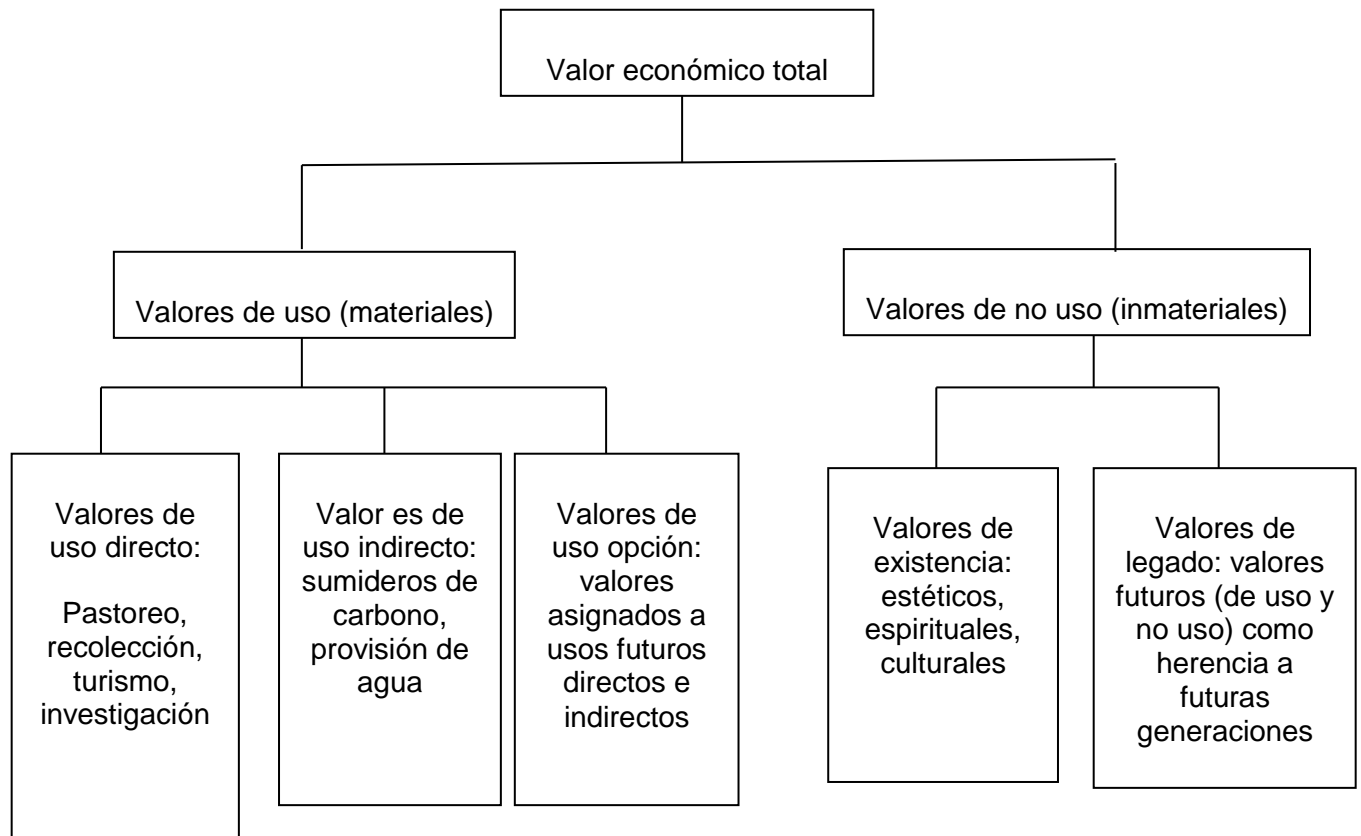 Valor económico total
Valores de uso (materiales)
Valores de no uso (inmateriales)
Valores de
uso directo:
Pastoreo,
recolección,
turismo,
investigación
Valor es de
uso indirecto:
sumideros de
carbono,
provisión de
agua
Valores de
uso opción:
valores
asignados a
usos futuros
directos e
indirectos
Valores de
existencia:
estéticos,
espirituales,
culturales
Valores de
legado: valores
futuros (de uso y
no uso) como
herencia a
futuras
generaciones